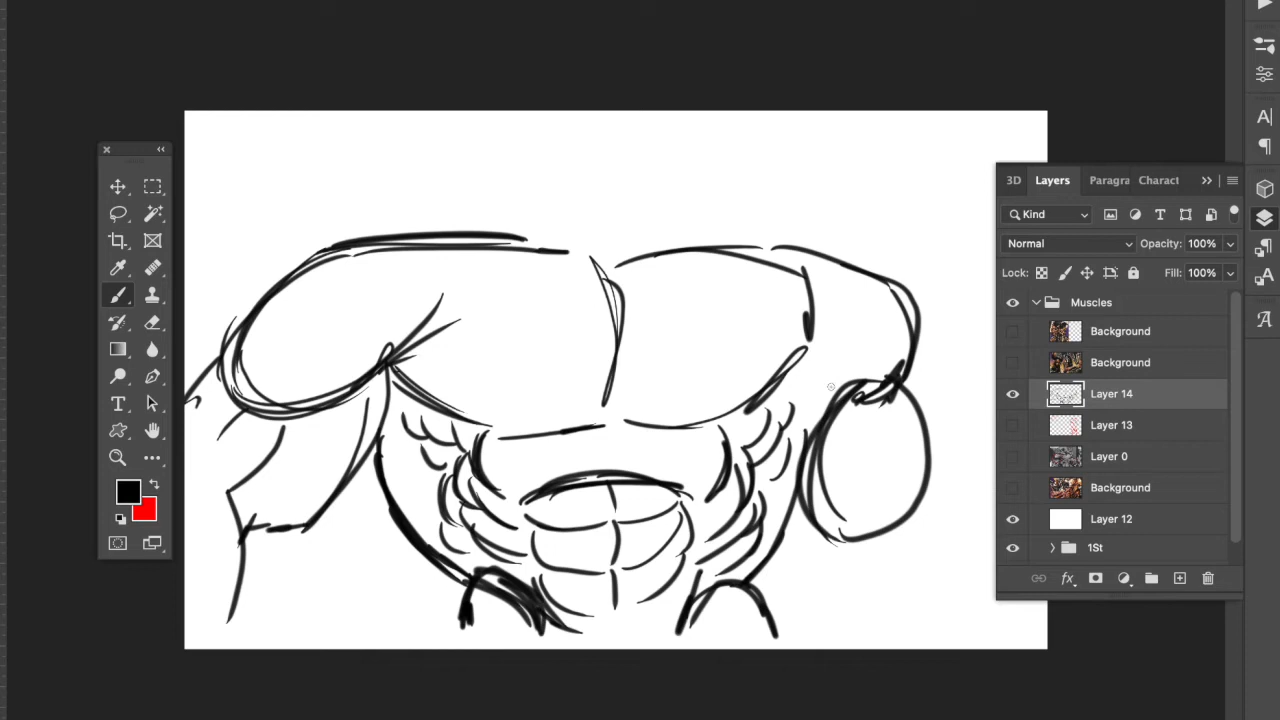 3D Layers Paragra Charact
Kind
Normal Opacity: 100%
Lock: Fill: 100%
Muscles
Background
Background
Layer 14
Layer 13
Layer 0
Background
Layer 12
1St
fx